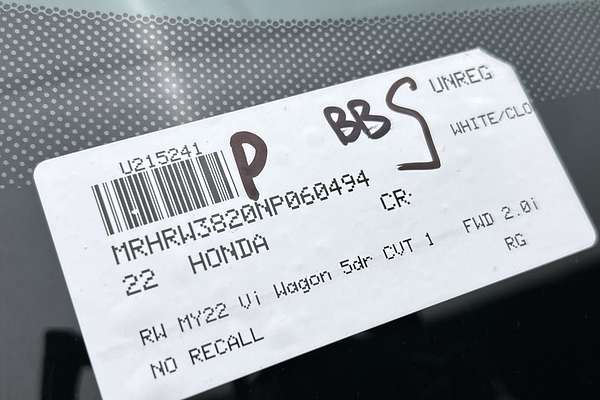 U215241 P BBS UNREG
WHITE/CLO
MRHRW3820NP060494
22 HONDA CR-
RW MY22 Vi Wagon 5dr CVT 1 FWD 2.0i
RG
NO RECALL